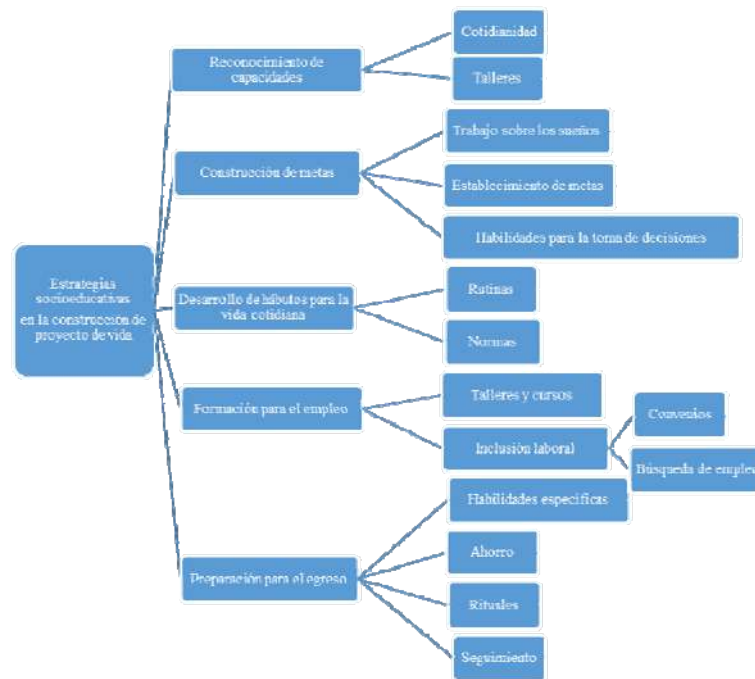 Estrategias
socioeducativas
en la construcción de
proyecto de vida
Reconocimiento de
capacidades
Cotidianidad
Talleres
Construcción de metas
Trabajo sobre los sueños
Establecimiento de metas
Habilidades para la toma de decisiones
Desarrollo de hábitos para la
vida cotidiana
Rutinas
Normas
Formación para el empleo
Talleres y cursos
Inclusión laboral
Convenios
Búsqueda de empleo
Preparación para el egreso
Habilidades específicas
Ahorro
Rituales
Seguimiento